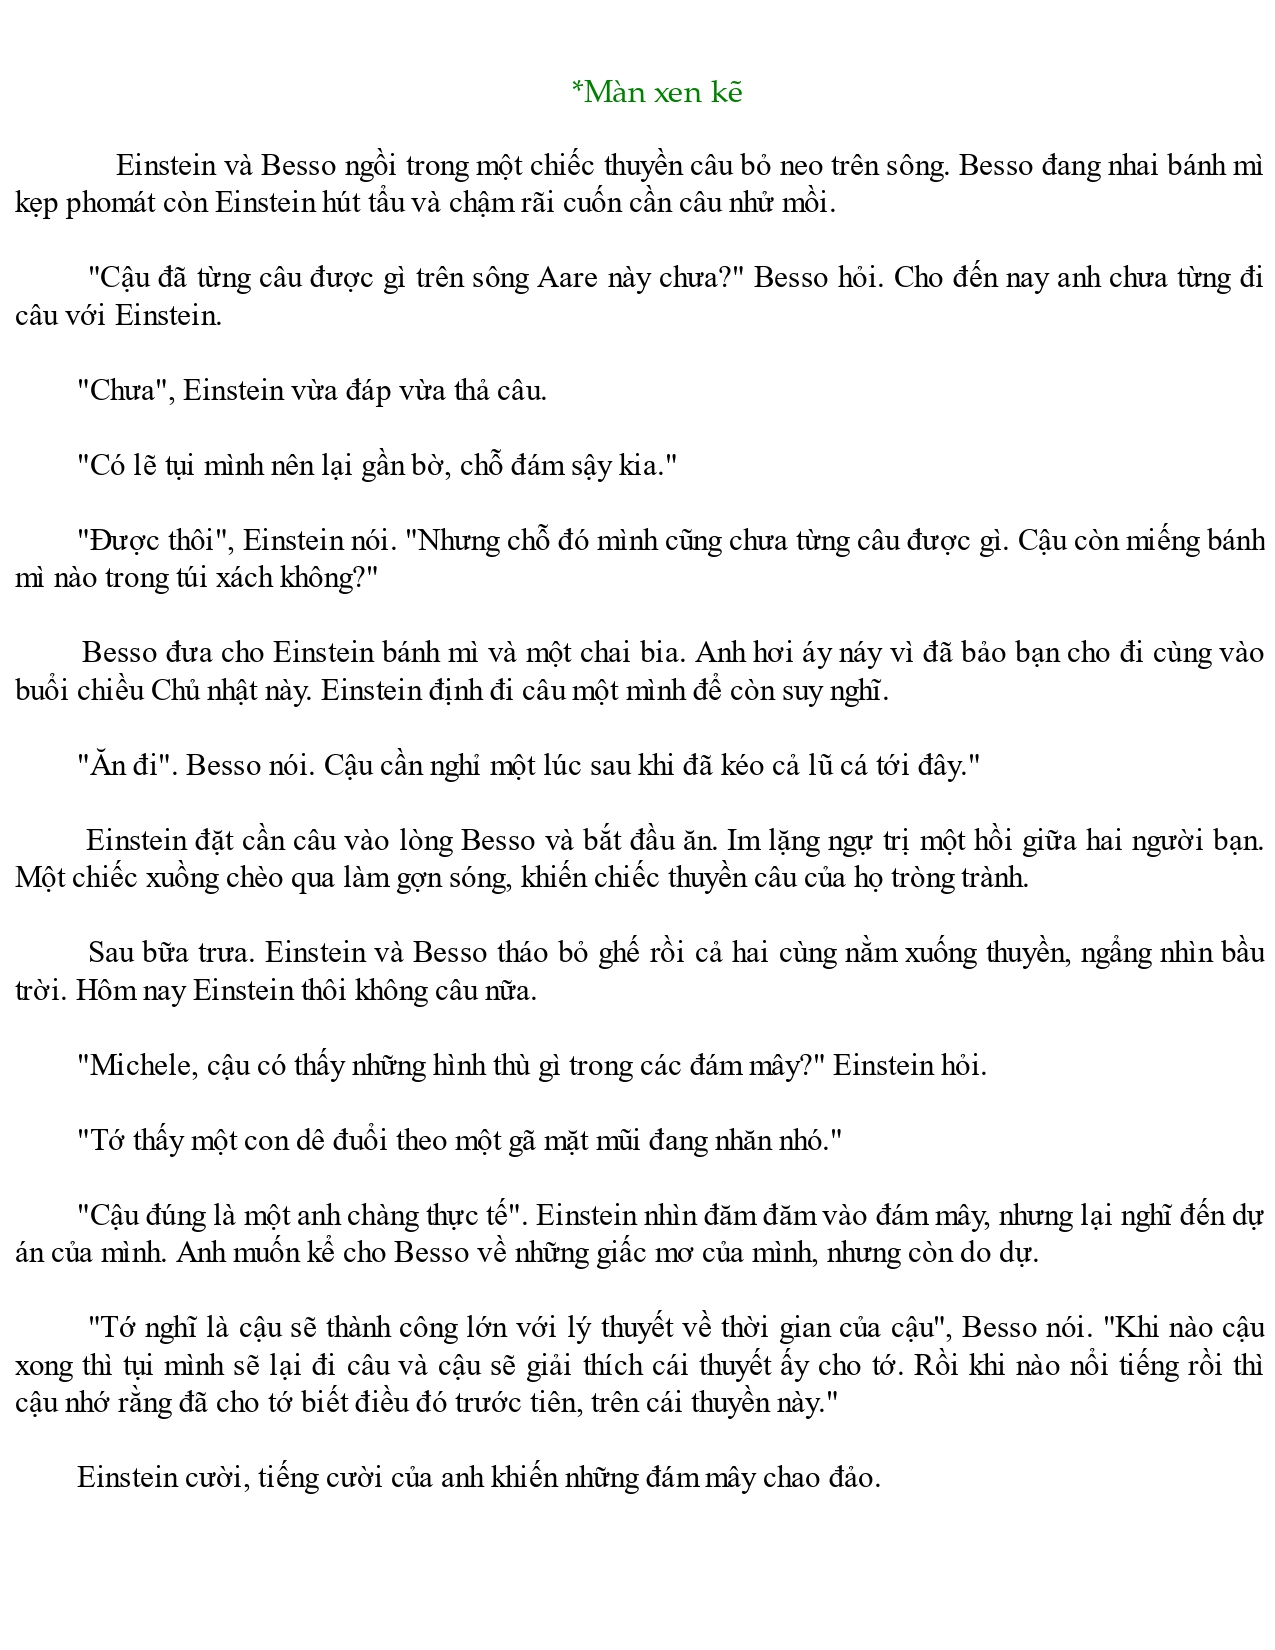 *Màn xen kẽ
Einstein và Besso ngồi trong một chiếc thuyền câu bỏ neo trên sông. Besso đang nhai bánh mì
kẹp phomát còn Einstein hút tẩu và chậm rãi cuốn cần câu nhử mồi.
"Cậu đã từng câu được gì trên sông Aare này chưa?" Besso hỏi. Cho đến nay anh chưa từng đi
câu với Einstein.
"Chưa", Einstein vừa đáp vừa thả câu.
"Có lẽ tụi mình nên lại gần bờ, chỗ đám sậy kia."
"Được thôi", Einstein nói. "Nhưng chỗ đó mình cũng chưa từng câu được gì. Cậu còn miếng bánh
mì nào trong túi xách không?"
Besso đưa cho Einstein bánh mì và một chai bia. Anh hơi áy náy vì đã bảo bạn cho đi cùng vào
buổi chiều Chủ nhật này. Einstein định đi câu một mình để còn suy nghĩ.
"Ăn đi". Besso nói. Cậu cần nghỉ một lúc sau khi đã kéo cả lũ cá tới đây."
Einstein đặt cần câu vào lòng Besso và bắt đầu ăn. Im lặng ngự trị một hồi giữa hai người bạn.
Một chiếc xuồng chèo qua làm gợn sóng, khiến chiếc thuyền câu của họ tròng trành.
Sau bữa trưa. Einstein và Besso tháo bỏ ghế rồi cả hai cùng nằm xuống thuyền, ngẩng nhìn bầu
trời. Hôm nay Einstein thôi không câu nữa.
"Michele, cậu có thấy những hình thù gì trong các đám mây?" Einstein hỏi.
"Tớ thấy một con dê đuổi theo một gã mặt mũi đang nhăn nhó."
"Cậu đúng là một anh chàng thực tế". Einstein nhìn đăm đăm vào đám mây, nhưng lại nghĩ đến dự
án của mình. Anh muốn kể cho Besso về những giấc mơ của mình, nhưng còn do dự.
"Tớ nghĩ là cậu sẽ thành công lớn với lý thuyết về thời gian của cậu", Besso nói. "Khi nào cậu
xong thì tụi mình sẽ lại đi câu và cậu sẽ giải thích cái thuyết ấy cho tớ. Rồi khi nào nổi tiếng rồi thì
cậu nhớ rằng đã cho tớ biết điều đó trước tiên, trên cái thuyền này."
Einstein cười, tiếng cười của anh khiến những đám mây chao đảo.